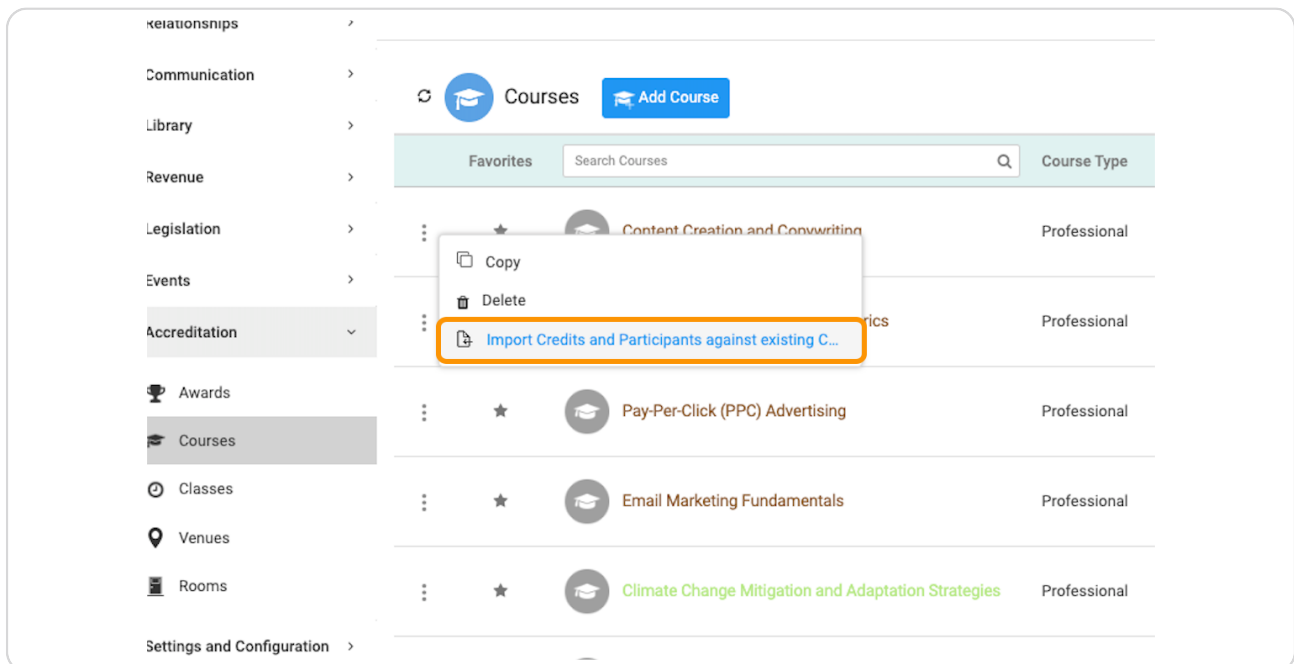 Relationships
Communication
Library
Revenue
Legislation
Events
Accreditation
Awards
Courses
Classes
Venues
Rooms
Settings and Configuration
Courses
Add Course
Favorites
Search Courses
Course Type
Content Creation and Copywriting
Professional
Copy
Delete
Import Credits and Participants against existing C...
rics
Professional
Pay-Per-Click (PPC) Advertising
Professional
Email Marketing Fundamentals
Professional
Climate Change Mitigation and Adaptation Strategies
Professional